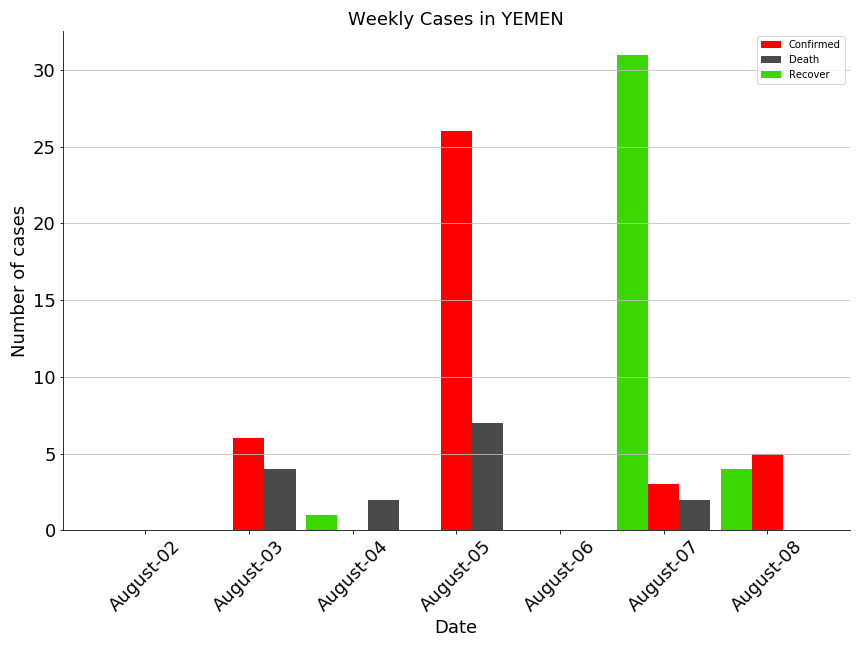 Weekly Cases in YEMEN
Confirmed
Death
Recover
Number of cases
30
25
20
15
10
5
0
August-02
August-03
August-04
August-05
August-06
August-07
August-08
Date